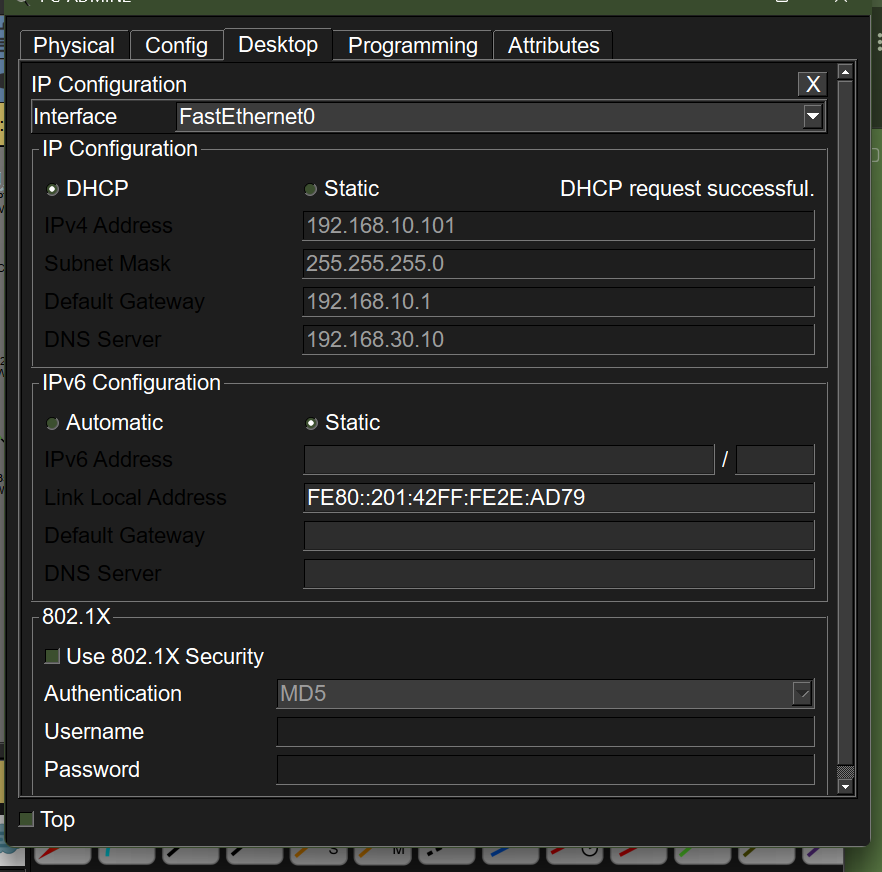 Physical Config Desktop Programming Attributes
IP Configuration X
Interface FastEthernet0
IP Configuration
DHCP Static DHCP request successful.
IPv4 Address 192.168.10.101
Subnet Mask 255.255.255.0
Default Gateway 192.168.10.1
DNS Server 192.168.30.10
IPv6 Configuration
Automatic Static
IPv6 Address /
Link Local Address FE80::201:42FF:FE2E:AD79
Default Gateway
DNS Server
802.1X
Use 802.1X Security
Authentication MD5
Username
Password
Top
S M